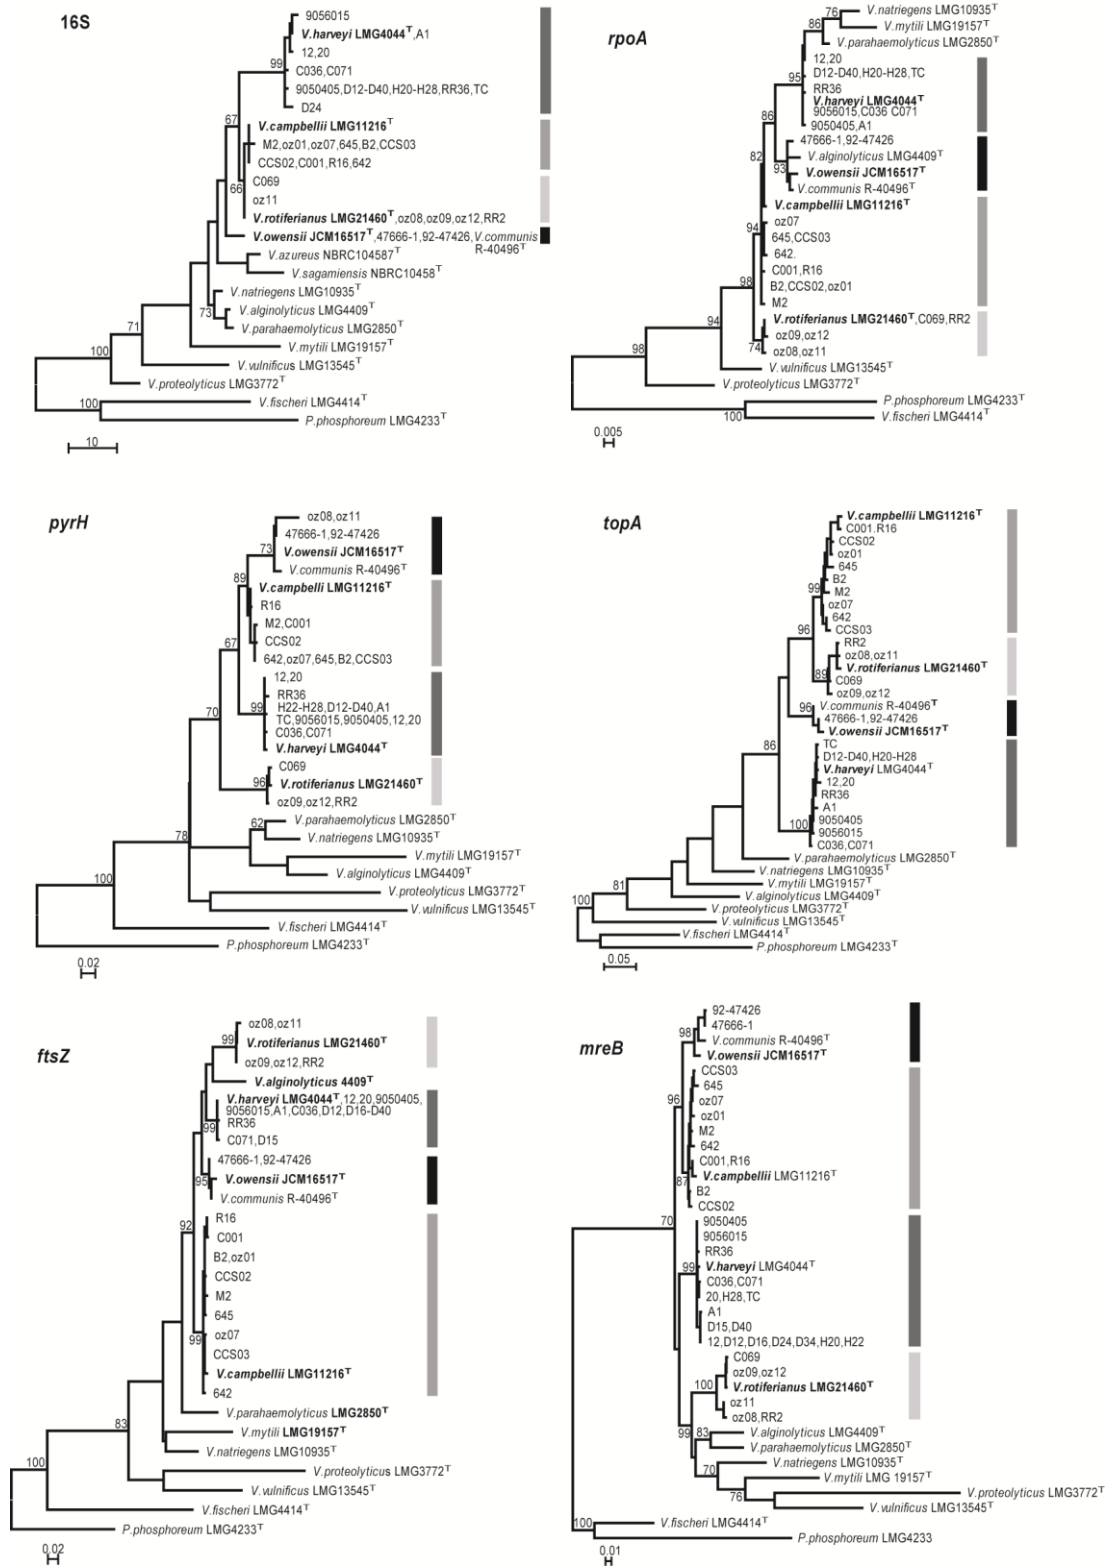 16S
9056015
V.harveyi LMG4044ᵀ,A1
12,20
C036,C071
9050405,D12-D40,H20-H28,RR36,TC
D24
99
67
V.campbellii LMG11216ᵀ
M2,oz01,oz07,645,B2,CCS03
CCS02,C001,R16,642
C069
66
oz11
V.rotiferianus LMG21460ᵀ,oz08,oz09,oz12,RR2
V.owensii JCM16517ᵀ,47666-1,92-47426,V.communis
R-40496ᵀ
V.azureus NBRC104587ᵀ
V.sagamiensis NBRC10458ᵀ
V.natriegens LMG10935ᵀ
73
V.alginolyticus LMG4409ᵀ
V.parahaemolyticus LMG2850ᵀ
71
V.mytili LMG19157ᵀ
100
V.vulnificus LMG13545ᵀ
V.proteolyticus LMG3772ᵀ
100
V.fischeri LMG4414ᵀ
P.phosphoreum LMG4233ᵀ
10
rpoA
76
V.natriegens LMG10935ᵀ
86
V.mytili LMG19157ᵀ
V.parahaemolyticus LMG2850ᵀ
12,20
95
D12-D40,H20-H28,TC
RR36
V.harveyi LMG4044ᵀ
9056015,C036 C071
86
9050405,A1
47666-1,92-47426
82
V.alginolyticus LMG4409ᵀ
93
V.owensii JCM16517ᵀ
V.communis R-40496ᵀ
V.campbellii LMG11216ᵀ
94
oz07
645,CCS03
642.
98
C001,R16
B2,CCS02,oz01
M2
94
V.rotiferianus LMG21460ᵀ,C069,RR2
oz09,oz12
74
oz08,oz11
98
V.vulnificus LMG13545ᵀ
V.proteolyticus LMG3772ᵀ
P.phosphoreum LMG4233ᵀ
100
V.fischeri LMG4414ᵀ
0.005
pyrH
oz08,oz11
47666-1,92-47426
73
V.owensii JCM16517ᵀ
V.communis R-40496ᵀ
89
V.campbelli LMG11216ᵀ
R16
M2,C001
67
CCS02
642,oz07,645,B2,CCS03
12,20
RR36
99
H22-H28,D12-D40,A1
TC,9056015,9050405,12,20
70
C036,C071
V.harveyi LMG4044ᵀ
C069
96
V.rotiferianus LMG21460ᵀ
oz09,oz12,RR2
62
V.parahaemolyticus LMG2850ᵀ
78
V.natriegens LMG10935ᵀ
V.mytili LMG19157ᵀ
V.alginolyticus LMG4409ᵀ
100
V.proteolyticus LMG3772ᵀ
V.vulnificus LMG13545ᵀ
V.fischeri LMG4414ᵀ
P.phosphoreum LMG4233ᵀ
0.02
topA
V.campbellii LMG11216ᵀ
C001,R16
CCS02
oz01
645
B2
99
M2
oz07
642
96
CCS03
RR2
oz08,oz11
V.rotiferianus LMG21460ᵀ
89
C069
oz09,oz12
96
V.communis R-40496ᵀ
47666-1,92-47426
V.owensii JCM16517ᵀ
TC
86
D12-D40,H20-H28
V.harveyi LMG4044ᵀ
12,20
RR36
A1
100
9050405
9056015
C036,C071
V.parahaemolyticus LMG2850ᵀ
V.natriegens LMG10935ᵀ
V.mytili LMG19157ᵀ
81
V.alginolyticus LMG4409ᵀ
100
V.proteolyticus LMG3772ᵀ
V.vulnificus LMG13545ᵀ
V.fischeri LMG4414ᵀ
P.phosphoreum LMG4233ᵀ
0.05
ftsZ
oz08,oz11
99
V.rotiferianus LMG21460ᵀ
oz09,oz12,RR2
V.alginolyticus 4409ᵀ
V.harveyi LMG4044ᵀ,12,20,9050405,
9056015,A1,C036,D12,D16-D40
99
RR36
C071,D15
47666-1,92-47426
95
V.owensii JCM16517ᵀ
V.communis R-40496ᵀ
92
R16
C001
B2,oz01
CCS02
M2
645
99
oz07
CCS03
V.campbellii LMG11216ᵀ
642
V.parahaemolyticus LMG2850ᵀ
83
V.mytili LMG19157ᵀ
V.natriegens LMG10935ᵀ
100
V.proteolyticus LMG3772ᵀ
V.vulnificus LMG13545ᵀ
V.fischeri LMG4414ᵀ
P.phosphoreum LMG4233ᵀ
0.02
mreB
92-47426
47666-1
98
V.communis R-40496ᵀ
V.owensii JCM16517ᵀ
CCS03
645
96
oz07
oz01
M2
642
C001,R16
87
V.campbellii LMG11216ᵀ
B2
CCS02
70
9050405
9056015
RR36
99
V.harveyi LMG4044ᵀ
C036,C071
20,H28,TC
A1
D15,D40
12,D12,D16,D24,D34,H20,H22
C069
oz09,oz12
100
V.rotiferianus LMG21460ᵀ
oz11
oz08,RR2
99
83
V.alginolyticus LMG4409ᵀ
V.parahaemolyticus LMG2850ᵀ
70
V.natriegens LMG10935ᵀ
V.mytili LMG 19157ᵀ
76
V.proteolyticus LMG3772ᵀ
V.vulnificus LMG13545ᵀ
100
V.fischeri LMG4414ᵀ
P.phosphoreum LMG4233
0.01